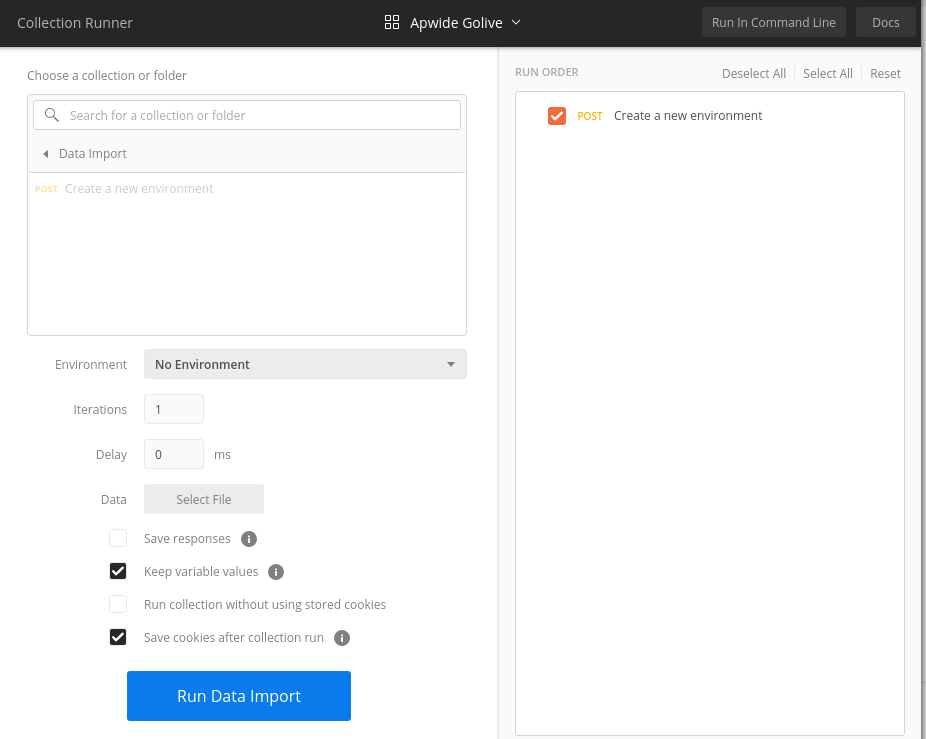 Collection Runner
Apwide Golive
Run In Command Line
Docs
Choose a collection or folder
Search for a collection or folder
Data Import
POST Create a new environment
Environment No Environment
Iterations 1
Delay 0 ms
Data Select File
Save responses
Keep variable values
Run collection without using stored cookies
Save cookies after collection run
Run Data Import
RUN ORDER
Deselect All
Select All
Reset
POST Create a new environment